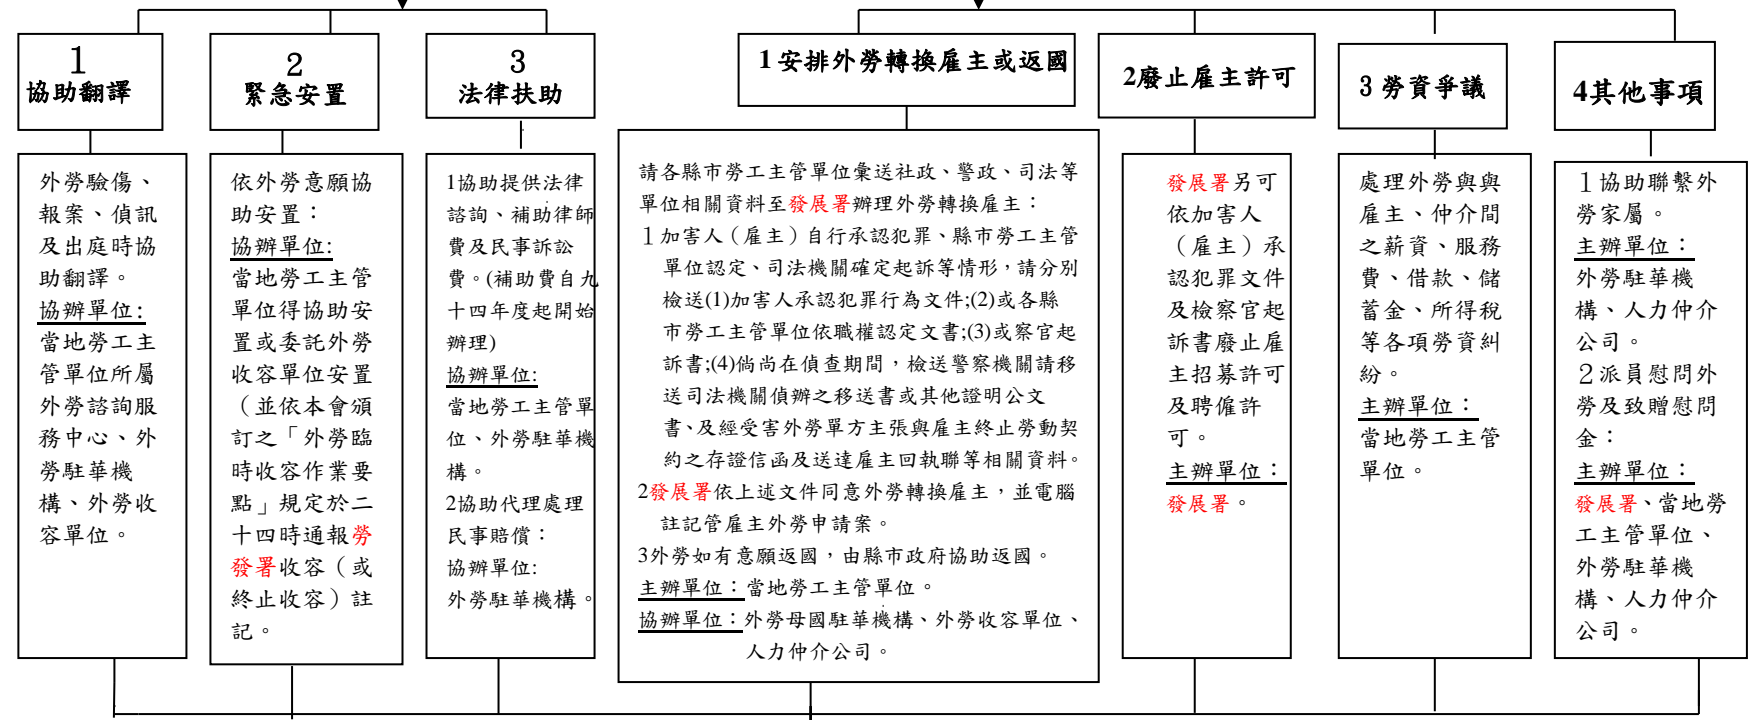 1
協助翻譯
外勞驗傷、
報案、偵訊
及出庭時協
助翻譯。
協辦單位:
當地勞工主
管單位所屬
外勞諮詢服
務中心、外
勞駐華機
構、外勞收
容單位。
2
緊急安置
依外勞意願協
助安置：
協辦單位:
當地勞工主管
單位得協助安
置或委託外勞
收容單位安置
（並依本會頒
訂之「外勞臨
時收容作業要
點」規定於二
十四時通報勞
發署收容（或
終止收容）註
記。
3
法律扶助
1協助提供法律
諮詢、補助律師
費及民事訴訟
費。(補助費自九
十四年度起開始
辦理)
協辦單位:
當地勞工主管單
位、外勞駐華機
構。
2協助代理處理
民事賠償：
協辦單位:
外勞駐華機構。
1安排外勞轉換雇主或返國
請各縣市勞工主管單位彙送社政、警政、司法等
單位相關資料至發展署辦理外勞轉換雇主：
1加害人（雇主）自行承認犯罪、縣市勞工主管
單位認定、司法機關確定起訴等情形，請分別
檢送(1)加害人承認犯罪行為文件;(2)或各縣
市勞工主管單位依職權認定文書;(3)或察官起
訴書;(4)倘尚在偵查期間，檢送警察機關請移
送司法機關偵辦之移送書或其他證明公文
書、及經受害外勞單方主張與雇主終止勞動契
約之存證信函及送達雇主回執聯等相關資料。
2發展署依上述文件同意外勞轉換雇主，並電腦
註記管雇主外勞申請案。
3外勞如有意願返國，由縣市政府協助返國。
主辦單位：當地勞工主管單位。
協辦單位：外勞母國駐華機構、外勞收容單位、
人力仲介公司。
2廢止雇主許可
發展署另可
依加害人
（雇主）承
認犯罪文件
及檢察官起
訴書廢止雇
主招募許可
及聘僱許
可。
主辦單位：
發展署。
3 勞資爭議
處理外勞與與
雇主、仲介間
之薪資、服務
費、借款、儲
蓄金、所得稅
等各項勞資糾
紛。
主辦單位：
當地勞工主管
單位。
4其他事項
1協助聯繫外
勞家屬。
主辦單位：
外勞駐華機
構、人力仲介
公司。
2派員慰問外
勞及致贈慰問
金：
主辦單位：
發展署、當地勞
工主管單位、
外勞駐華機
構、人力仲介
公司。